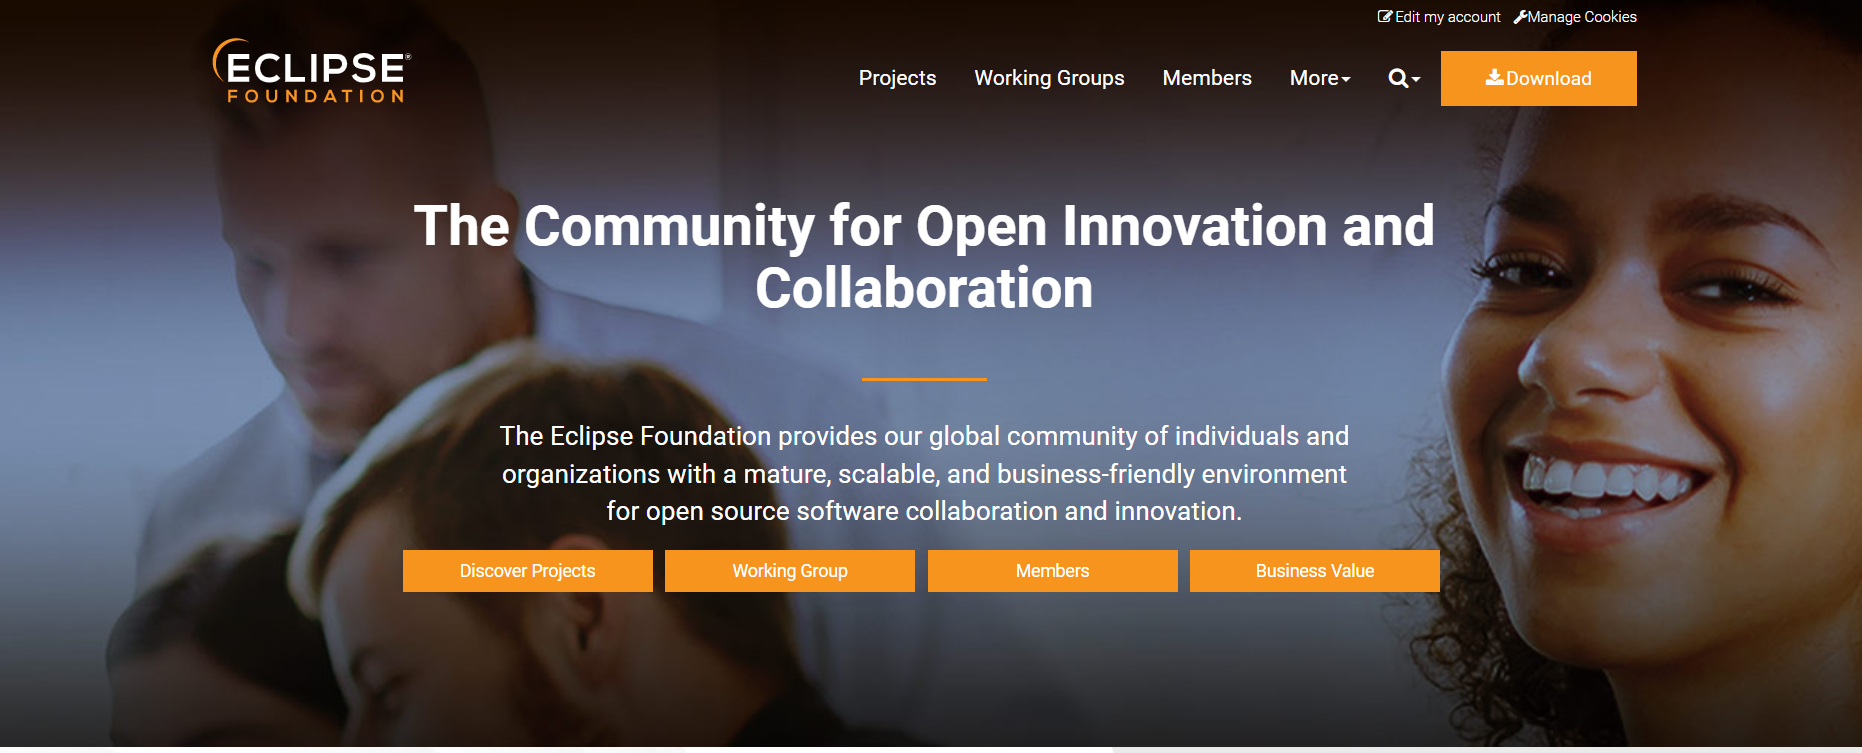 Edit my account Manage Cookies
ECLIPSE®
FOUNDATION
Projects Working Groups Members More Download
The Community for Open Innovation and
Collaboration
The Eclipse Foundation provides our global community of individuals and
organizations with a mature, scalable, and business-friendly environment
for open source software collaboration and innovation.
Discover Projects Working Group Members Business Value